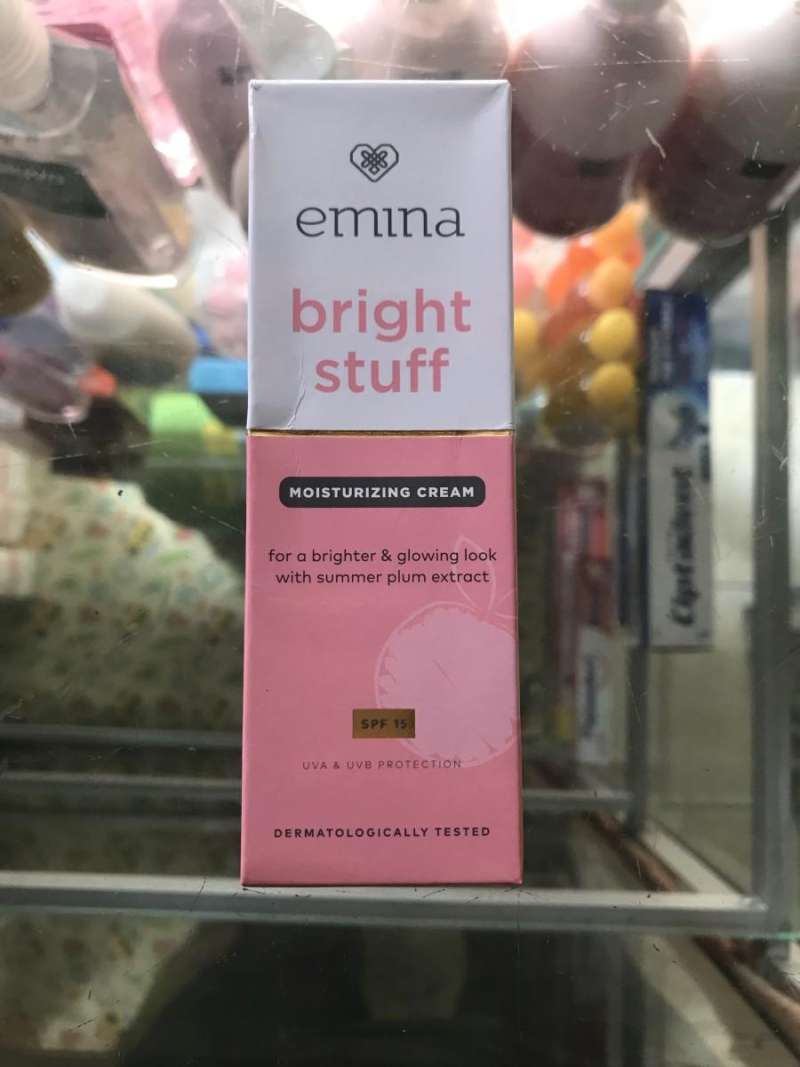 emina
bright
stuff
MOISTURIZING CREAM
for a brighter & glowing look
with summer plum extract
SPF 15
UVA & UVB PROTECTION
DERMATOLOGICALLY TESTED
Ciptadent